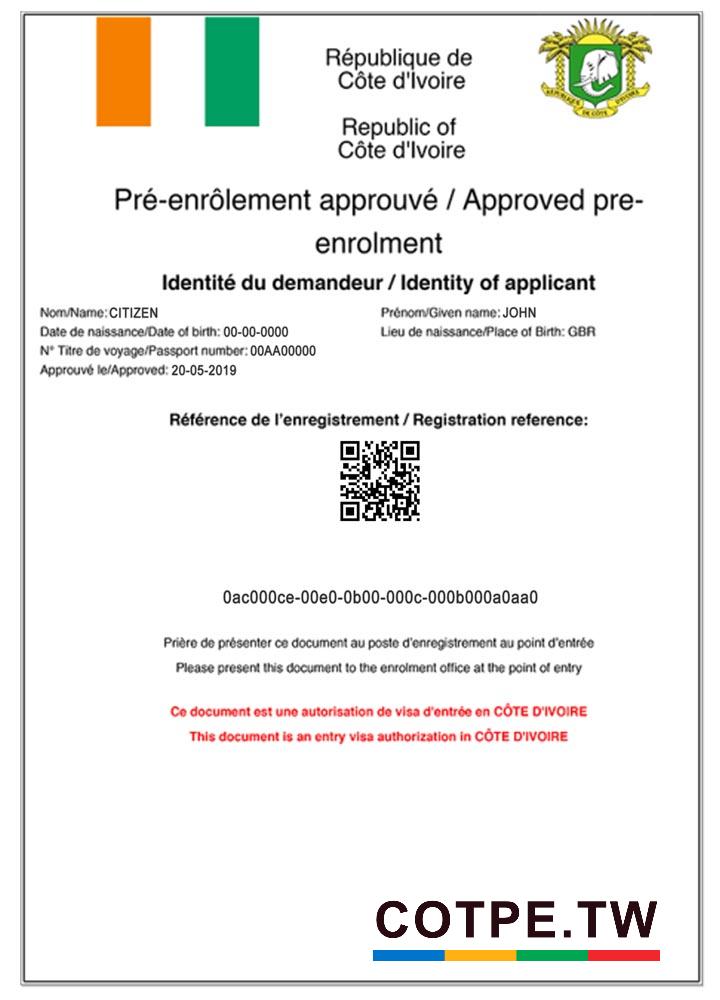 République de
Côte d'Ivoire
Republic of
Côte d'Ivoire
Pré-enrôlement approuvé / Approved pre-
enrolment
Identité du demandeur / Identity of applicant
Nom/Name: CITIZEN
Prénom/Given name: JOHN
Date de naissance/Date of birth: 00-00-0000
Lieu de naissance/Place of Birth: GBR
N° Titre de voyage/Passport number: 00AA00000
Approuvé le/Approved: 20-05-2019
Référence de l'enregistrement / Registration reference:
0ac000ce-00e0-0b00-000c-000b000a0aa0
Prière de présenter ce document au poste d'enregistrement au point d'entrée
Please present this document to the enrolment office at the point of entry
Ce document est une autorisation de visa d'entrée en CÔTE D'IVOIRE
This document is an entry visa authorization in CÔTE D'IVOIRE
COTPE.TW